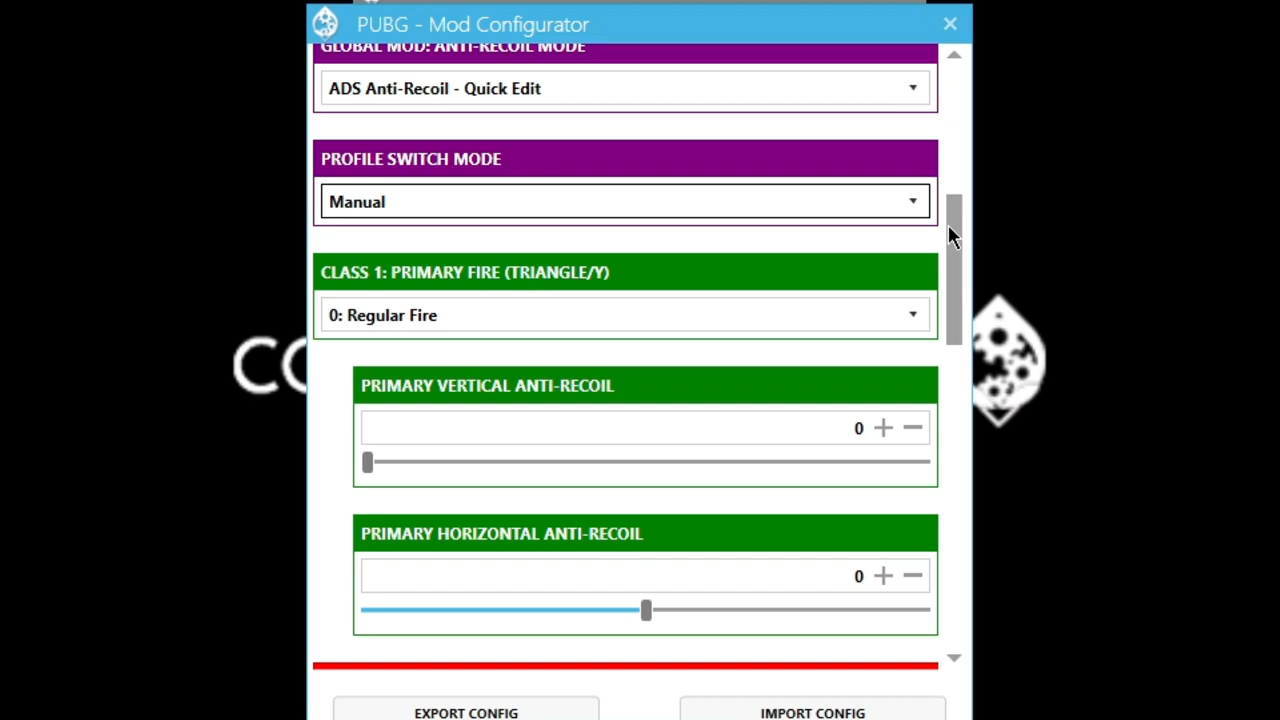 PUBG - Mod Configurator
GLOBAL MOD: ANTI-RECOIL MODE
ADS Anti-Recoil - Quick Edit
PROFILE SWITCH MODE
Manual
CLASS 1: PRIMARY FIRE (TRIANGLE/Y)
0: Regular Fire
CO
PRIMARY VERTICAL ANTI-RECOIL
0
PRIMARY HORIZONTAL ANTI-RECOIL
0
EXPORT CONFIG
IMPORT CONFIG